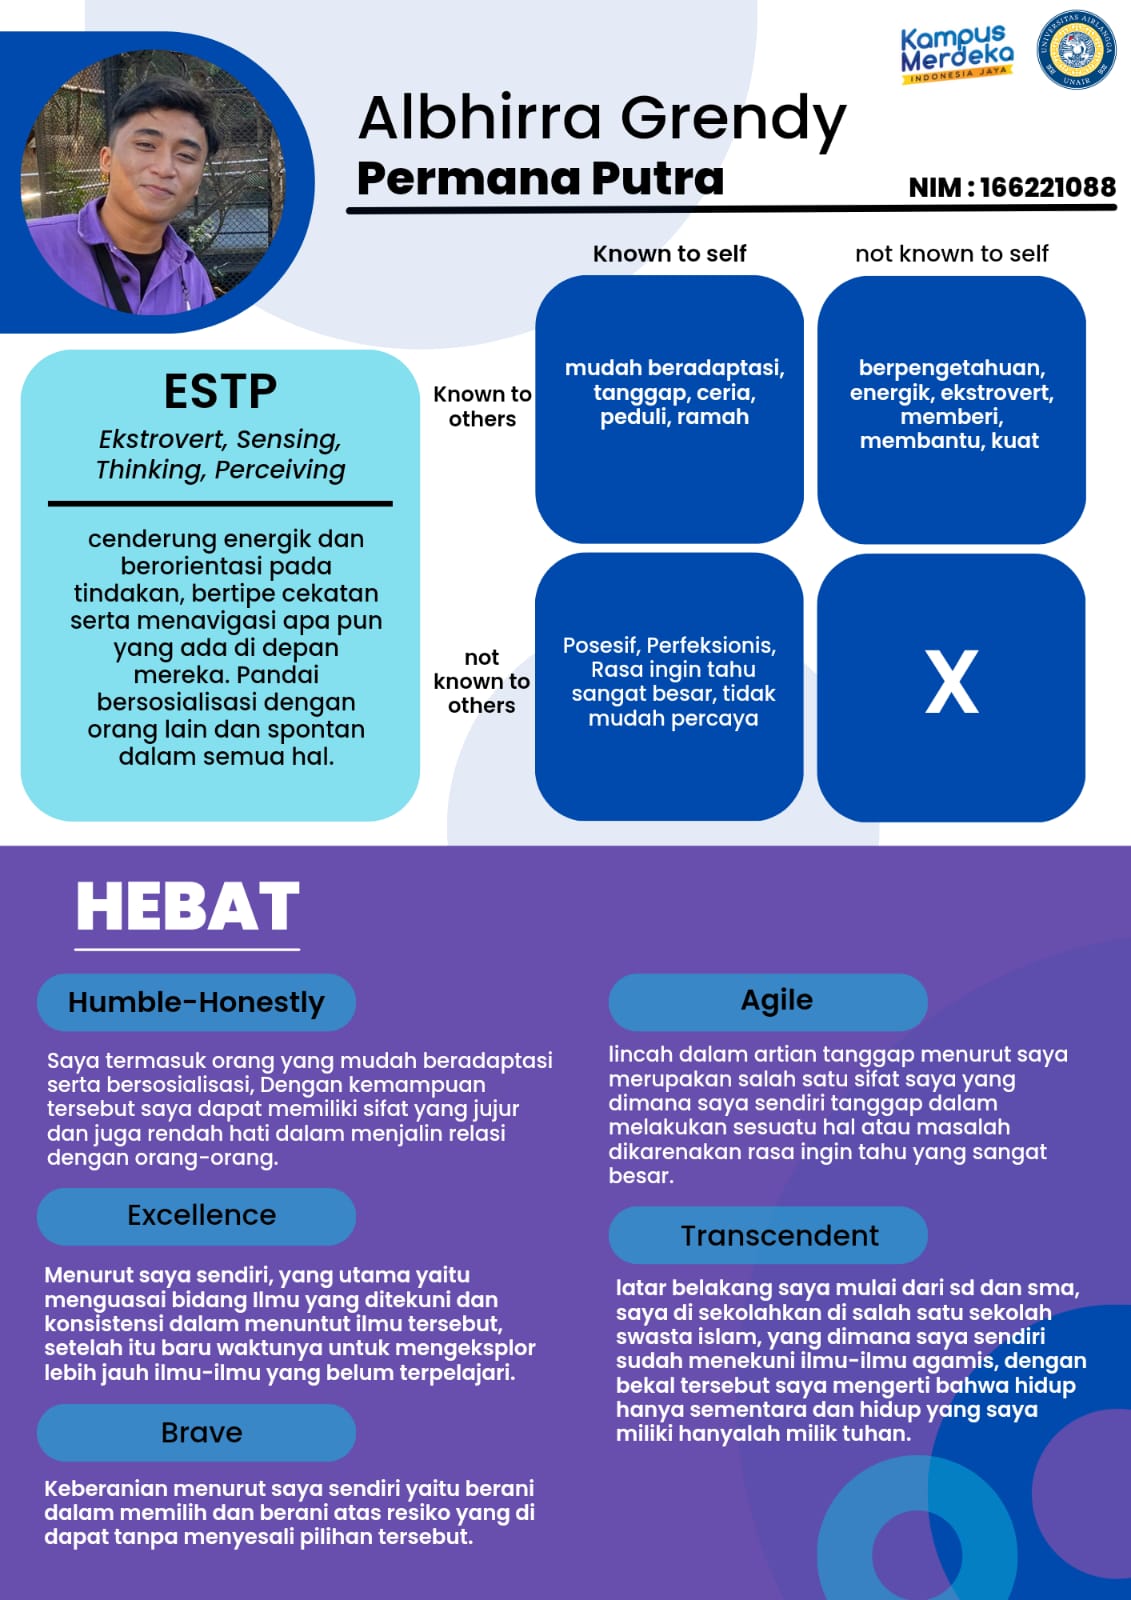 Kampus
Merdeka
INDONESIA JAYA
UNIVERSITAS AIRLANGGA
UNAIR
Albhirra Grendy
Permana Putra
NIM : 166221088
Known to self
not known to self
ESTP
Ekstrovert, Sensing,
Thinking, Perceiving
cenderung energik dan
berorientasi pada
tindakan, bertipe cekatan
serta menavigasi apa pun
yang ada di depan
mereka. Pandai
bersosialisasi dengan
orang lain dan spontan
dalam semua hal.
Known to
others
mudah beradaptasi,
tanggap, ceria,
peduli, ramah
berpengetahuan,
energik, ekstrovert,
memberi,
membantu, kuat
not
known to
others
Posesif, Perfeksionis,
Rasa ingin tahu
sangat besar, tidak
mudah percaya
X
HEBAT
Humble-Honestly
Saya termasuk orang yang mudah beradaptasi
serta bersosialisasi, Dengan kemampuan
tersebut saya dapat memiliki sifat yang jujur
dan juga rendah hati dalam menjalin relasi
dengan orang-orang.
Excellence
Menurut saya sendiri, yang utama yaitu
menguasai bidang Ilmu yang ditekuni dan
konsistensi dalam menuntut ilmu tersebut,
setelah itu baru waktunya untuk mengeksplor
lebih jauh ilmu-ilmu yang belum terpelajari.
Brave
Keberanian menurut saya sendiri yaitu berani
dalam memilih dan berani atas resiko yang di
dapat tanpa menyesali pilihan tersebut.
Agile
lincah dalam artian tanggap menurut saya
merupakan salah satu sifat saya yang
dimana saya sendiri tanggap dalam
melakukan sesuatu hal atau masalah
dikarenakan rasa ingin tahu yang sangat
besar.
Transcendent
latar belakang saya mulai dari sd dan sma,
saya di sekolahkan di salah satu sekolah
swasta islam, yang dimana saya sendiri
sudah menekuni ilmu-ilmu agamis, dengan
bekal tersebut saya mengerti bahwa hidup
hanya sementara dan hidup yang saya
miliki hanyalah milik tuhan.